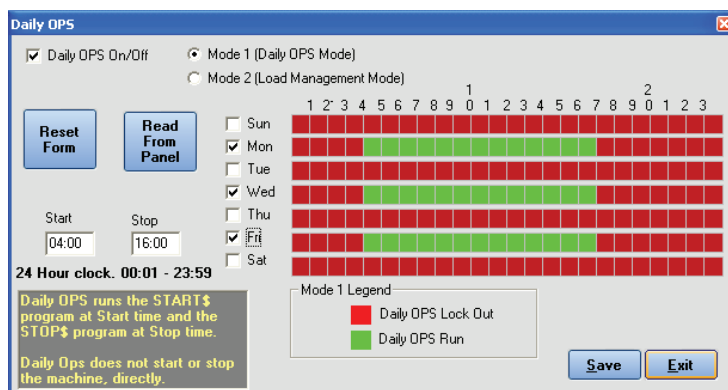 Daily OPS
Daily OPS On/Off
Mode 1 (Daily OPS Mode)
Mode 2 (Load Management Mode)
1 2 3 4 5 6 7 8 9 10 1 2 3 4 5 6 7 8 9 20 1 2 3
Reset Form
Read From Panel
Sun
Mon
Tue
Wed
Thu
Fri
Sat
Start
Stop
04:00
16:00
24 Hour clock. 00:01 - 23:59
Daily OPS runs the START$
program at Start time and the
STOP$ program at Stop time.
Daily Ops does not start or stop
the machine, directly.
Mode 1 Legend
Daily OPS Lock Out
Daily OPS Run
Save
Exit